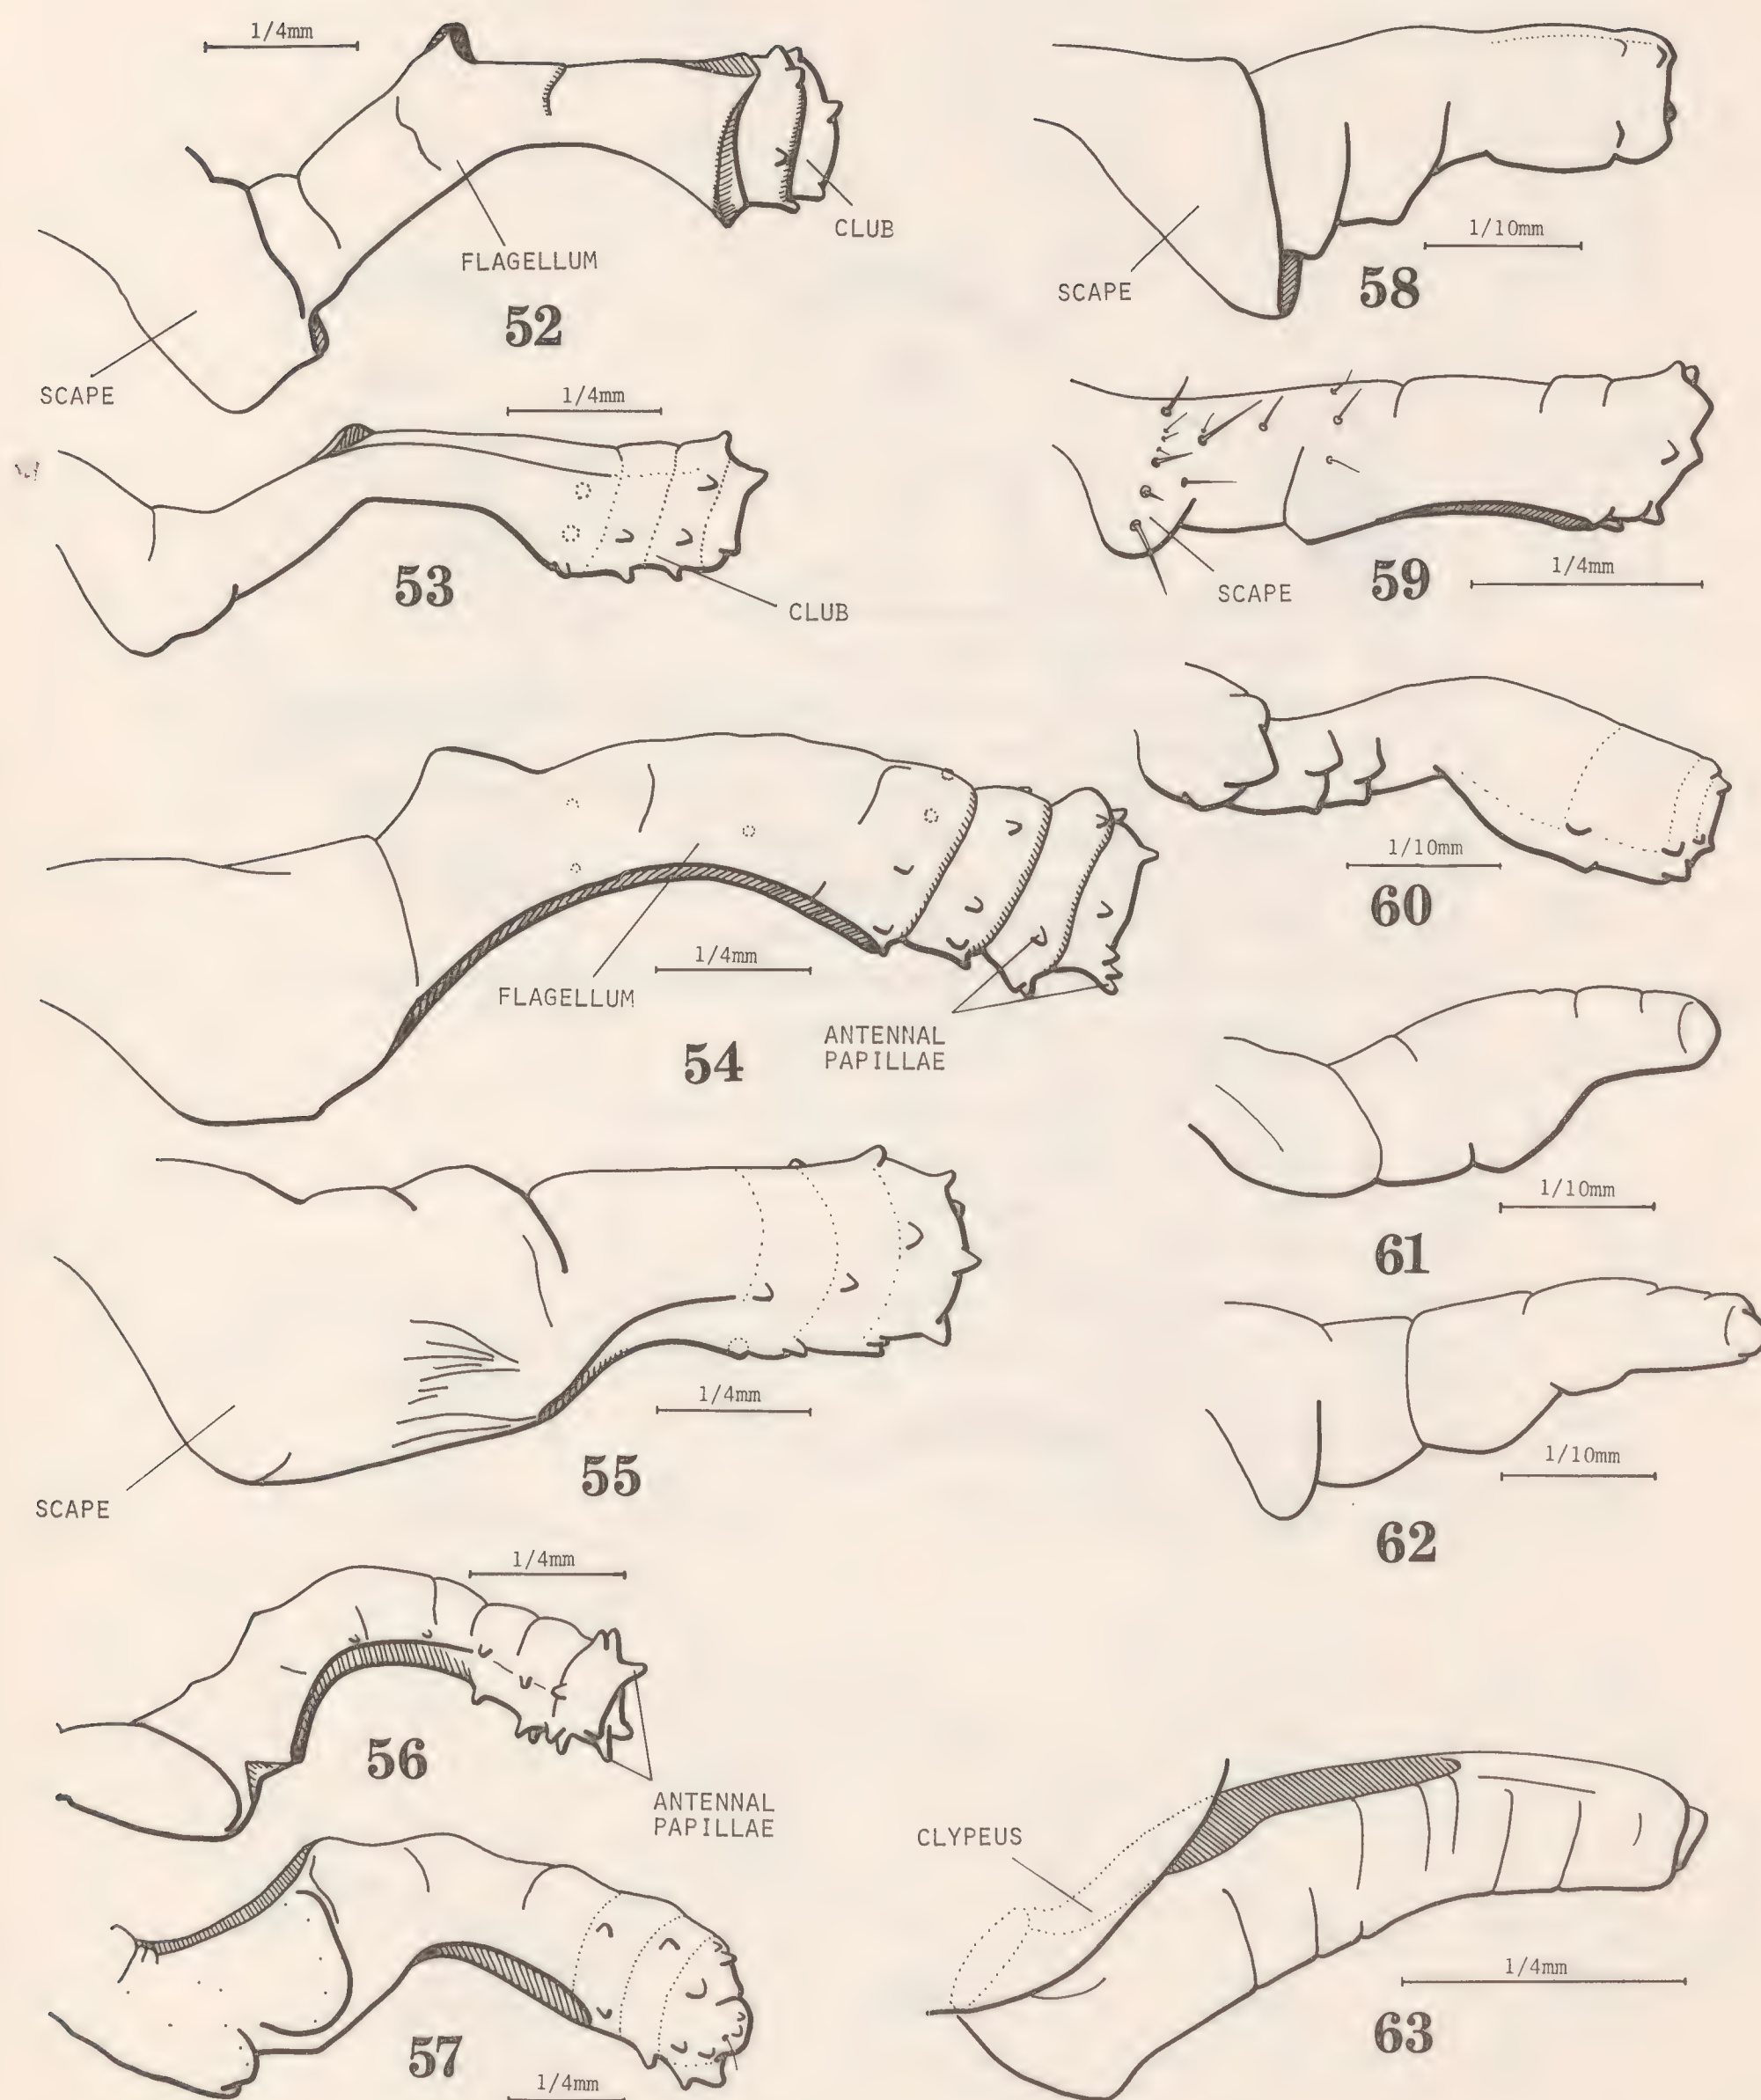 1/4mm
CLUB
FLAGELLUM
52
SCAPE
1/4mm
53
CLUB
FLAGELLUM
1/4mm
54
ANTENNAL
PAPILLAE
1/4mm
55
SCAPE
1/4mm
56
ANTENNAL
PAPILLAE
57
1/4mm
SCAPE
1/10mm
58
SCAPE
59
1/4mm
1/10mm
60
1/10mm
61
1/10mm
62
CLYPEUS
1/4mm
63